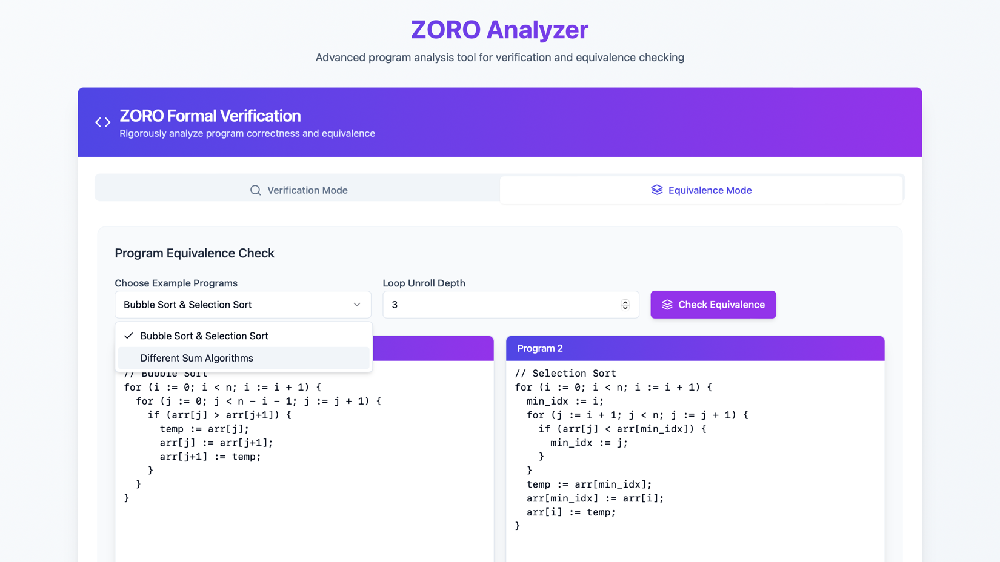 ZORO Analyzer
Advanced program analysis tool for verification and equivalence checking
ZORO Formal Verification
Rigorously analyze program correctness and equivalence
Verification Mode
Equivalence Mode
Program Equivalence Check
Choose Example Programs
Loop Unroll Depth
Bubble Sort & Selection Sort
3
Check Equivalence
Bubble Sort & Selection Sort
Different Sum Algorithms
// Bubble Sort
for (i := 0; i < n; i := i + 1) {
  for (j := 0; j < n - i - 1; j := j + 1) {
    if (arr[j] > arr[j+1]) {
      temp := arr[j];
      arr[j] := arr[j+1];
      arr[j+1] := temp;
    }
  }
}
Program 2
// Selection Sort
for (i := 0; i < n; i := i + 1) {
  min_idx := i;
  for (j := i + 1; j < n; j := j + 1) {
    if (arr[j] < arr[min_idx]) {
      min_idx := j;
    }
  }
  temp := arr[min_idx];
  arr[min_idx] := arr[i];
  arr[i] := temp;
}